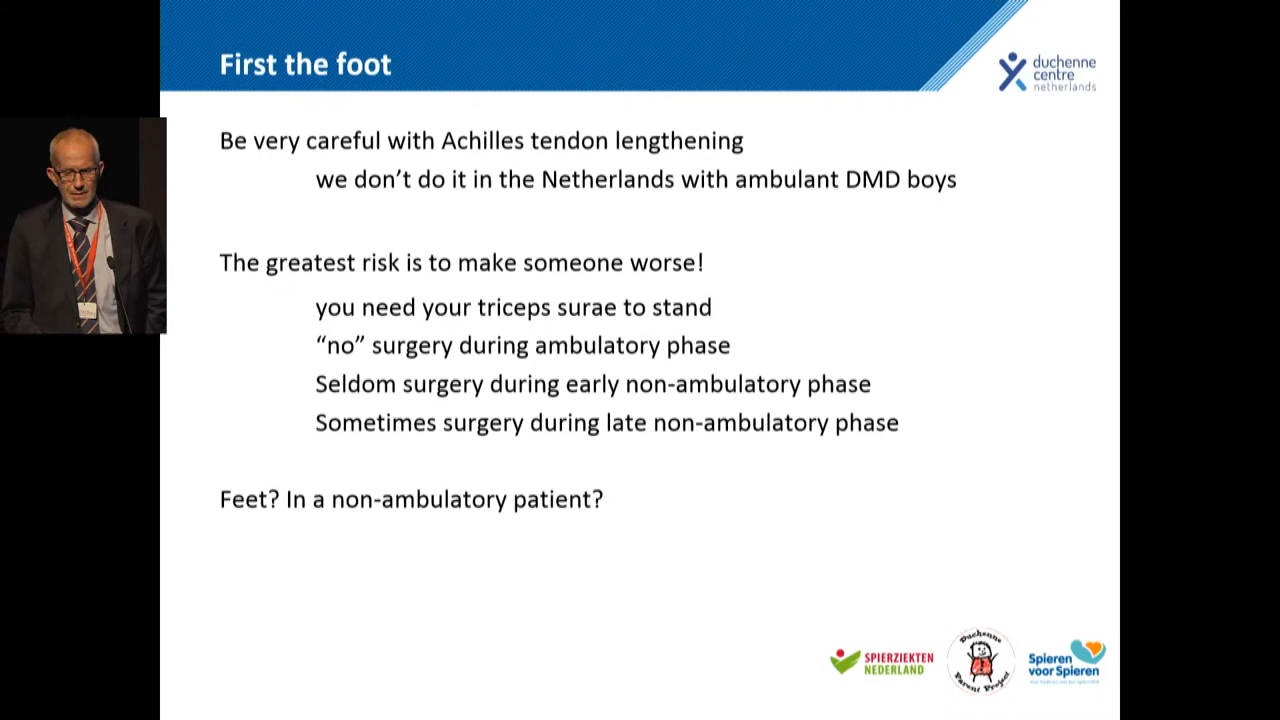 First the foot
duchenne
centre
netherlands
Be very careful with Achilles tendon lengthening
we don’t do it in the Netherlands with ambulant DMD boys
The greatest risk is to make someone worse!
you need your triceps surae to stand
“no” surgery during ambulatory phase
Seldom surgery during early non-ambulatory phase
Sometimes surgery during late non-ambulatory phase
Feet? In a non-ambulatory patient?
SPIERZIEKTEN
NEDERLAND
Duchenne
Parent Project
Spieren
voor Spieren